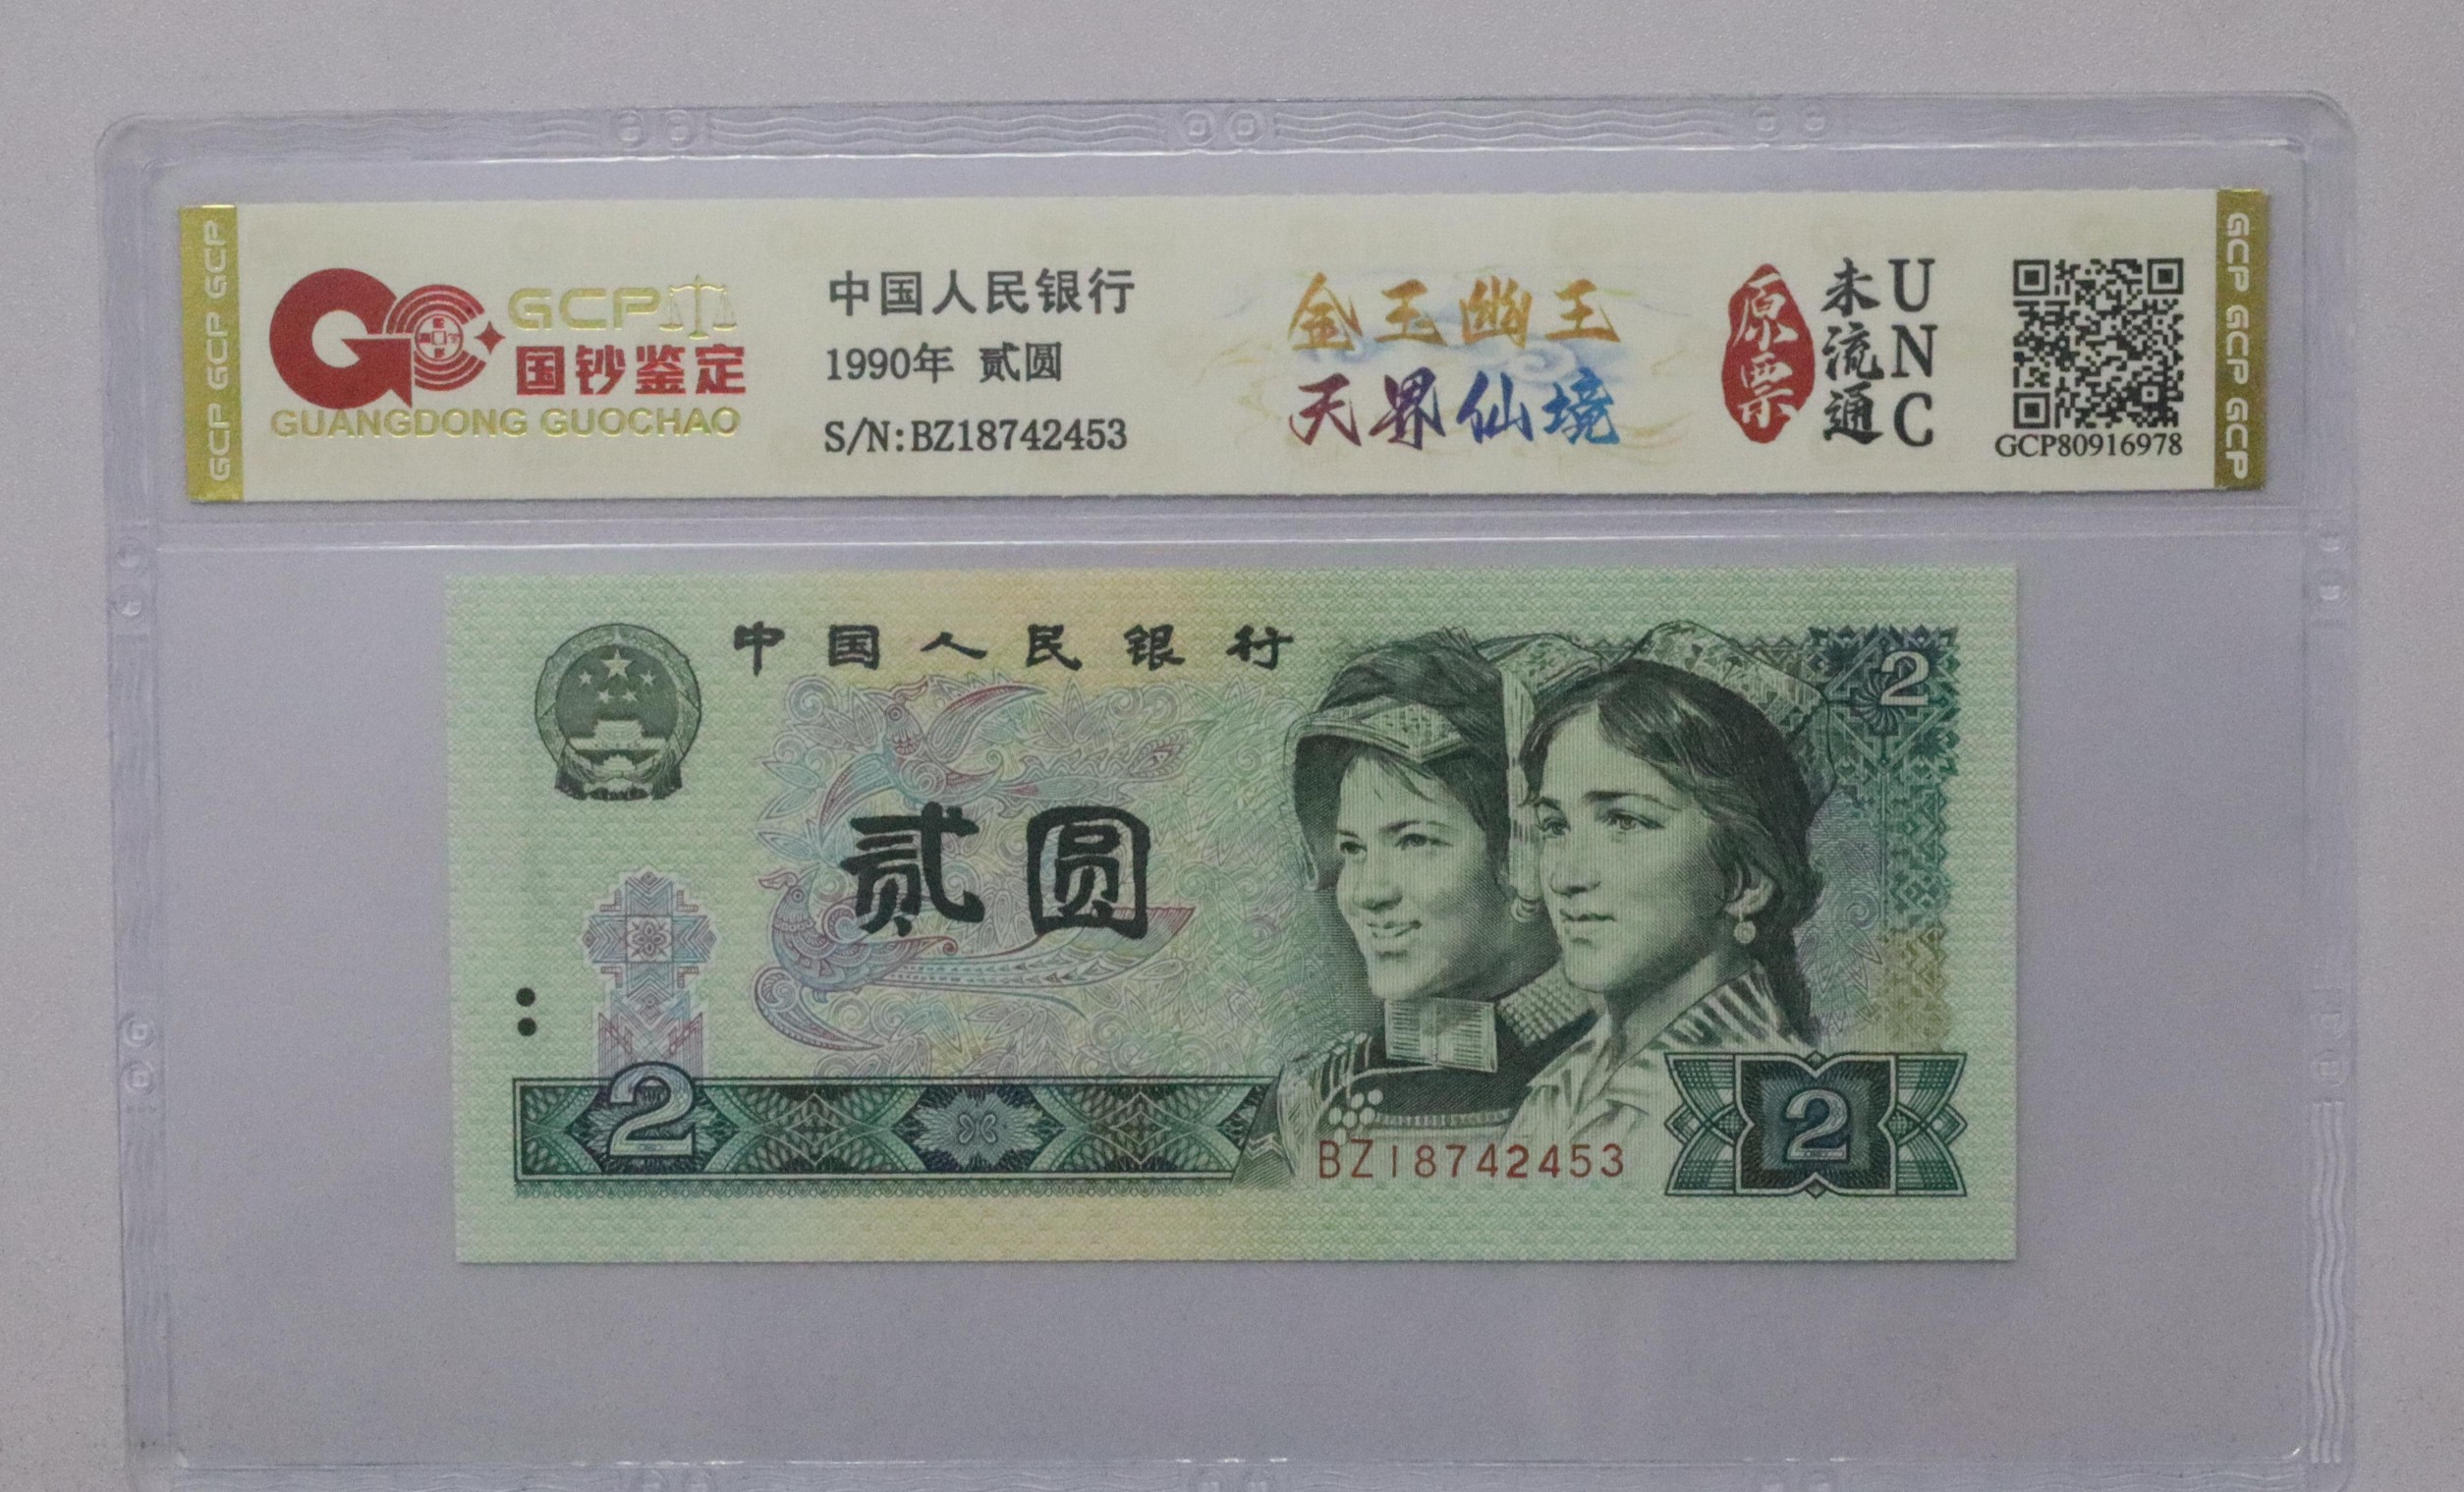 GCP GCP GCP
GCP
国钞鉴定
GUANGDONG GUOCHAO
中国人民银行
1990年 贰圆
S/N:BZ18742453
金玉幽王
天界仙境
原票
未流通
UNC
GCP80916978
GCP GCP GCP
中国人民银行
2
贰圆
2
BZ18742453
2